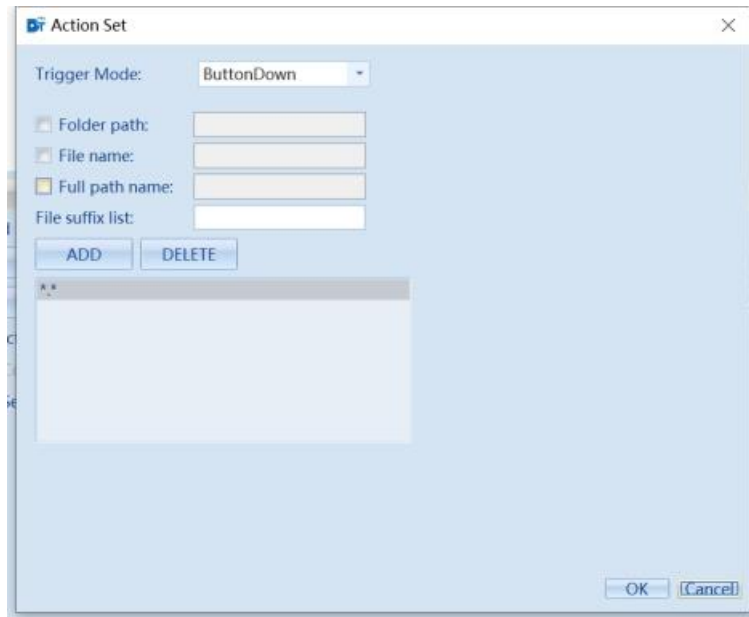 Action Set
Trigger Mode: ButtonDown
Folder path:
File name:
Full path name:
File suffix list:
ADD DELETE
*.*
OK Cancel